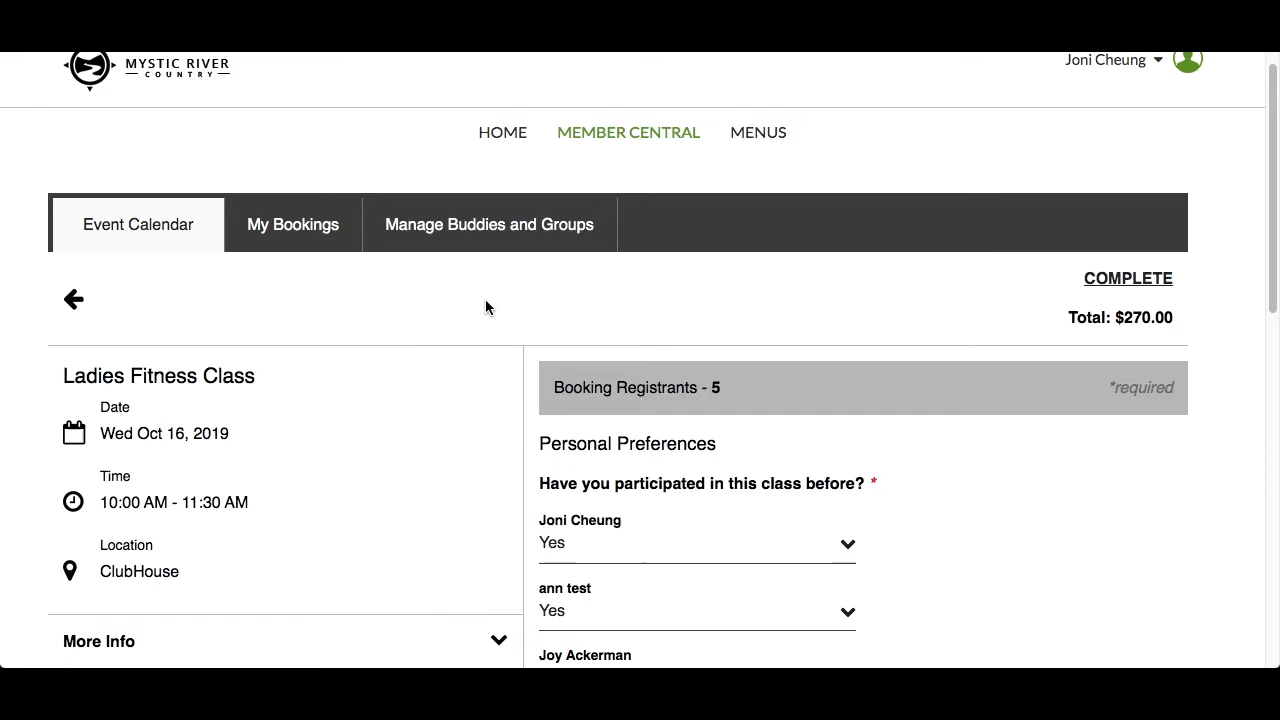 MYSTIC RIVER
COUNTRY
Joni Cheung
HOME MEMBER CENTRAL MENUS
Event Calendar My Bookings Manage Buddies and Groups
COMPLETE
Total: $270.00
Ladies Fitness Class
Date
Wed Oct 16, 2019
Time
10:00 AM - 11:30 AM
Location
ClubHouse
More Info
Booking Registrants - 5 *required
Personal Preferences
Have you participated in this class before? *
Joni Cheung
Yes
ann test
Yes
Joy Ackerman